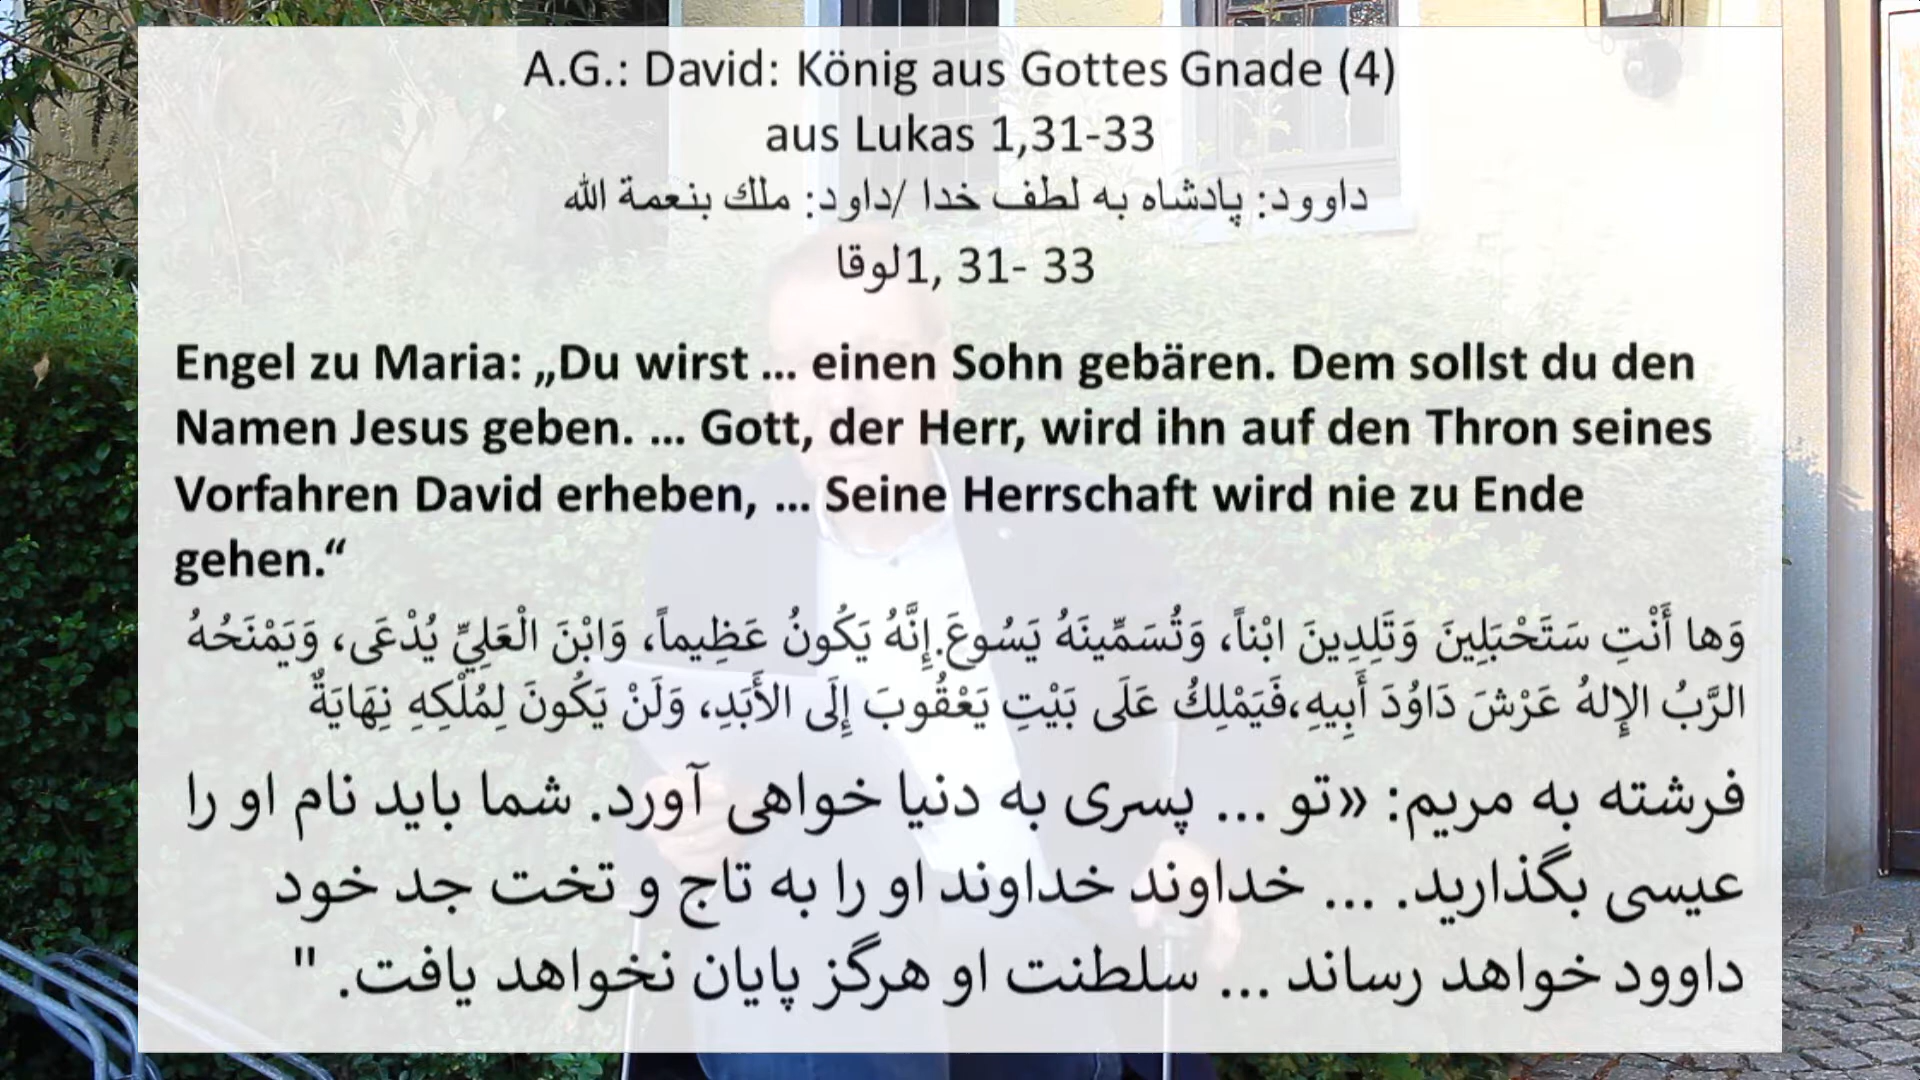 A.G.: David: König aus Gottes Gnade (4)
aus Lukas 1,31-33
داوود: پادشاه به لطف خدا /داود: ملك بنعمة الله
لوقا1, 31- 33
Engel zu Maria: „Du wirst ... einen Sohn gebären. Dem sollst du den
Namen Jesus geben. ... Gott, der Herr, wird ihn auf den Thron seines
Vorfahren David erheben, ... Seine Herrschaft wird nie zu Ende
gehen.“
وَها أَنْتِ سَتَحْبَلِينَ وَتَلِدِينَ ابْناً، وَتُسَمِّينَهُ يَسُوعَ.إِنَّهُ يَكُونُ عَظِيماً، وَابْنَ الْعَلِيِّ يُدْعَى، وَيَمْنَحُهُ
الرَّبُ الإِلهُ عَرْشَ دَاوُدَ أَبِيهِ،فَيَمْلِكُ عَلَى بَيْتِ يَعْقُوبَ إِلَى الأَبَدِ، وَلَنْ يَكُونَ لِمُلْكِهِ نِهَايَةٌ
فرشته به مریم: «تو ... پسری به دنیا خواهی آورد. شما باید نام او را
عیسی بگذارید. ... خداوند خداوند او را به تاج و تخت جد خود
داوود خواهد رساند ... سلطنت او هرگز پایان نخواهد یافت. "